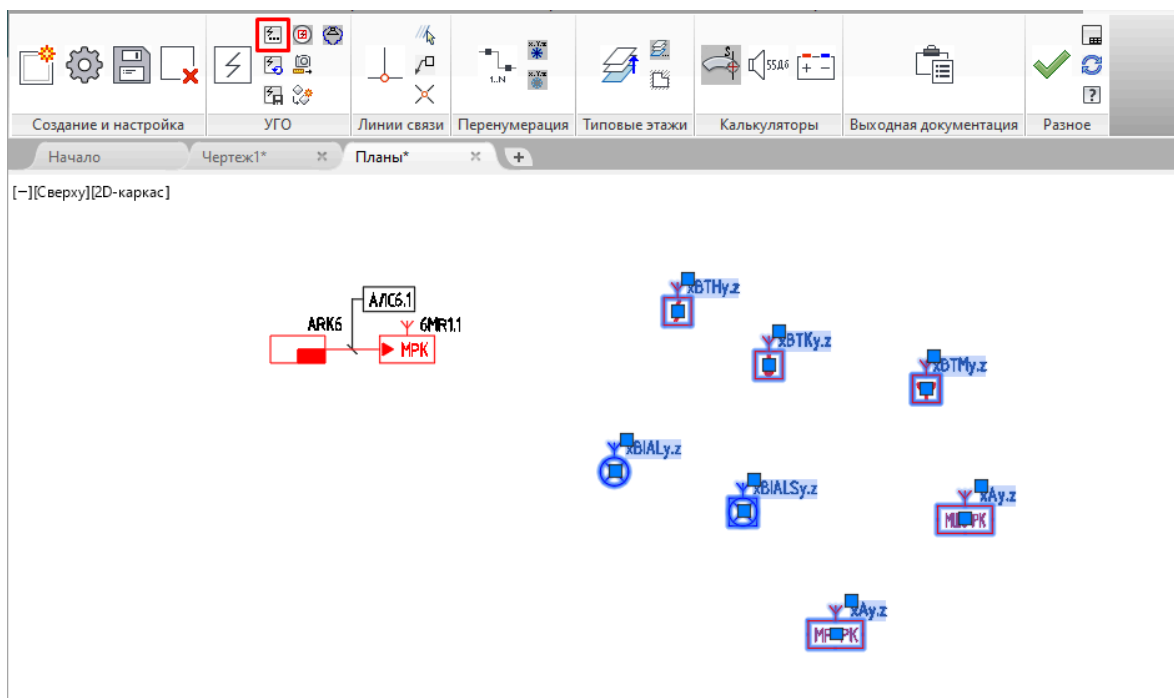 X.Y.z
55дб
1..N
X.Y.z
Создание и настройка
УГО
Линии связи
Перенумерация
Типовые этажи
Калькуляторы
Выходная документация
Разное
Начало
Чертеж1*
Планы*
[−][Сверху][2D-каркас]
АЛС6.1
ARK6
6MR1.1
МРК
xBTHy.z
xBTKy.z
xBTMy.z
xBIALy.z
xBIALSy.z
xAy.z
xAy.z